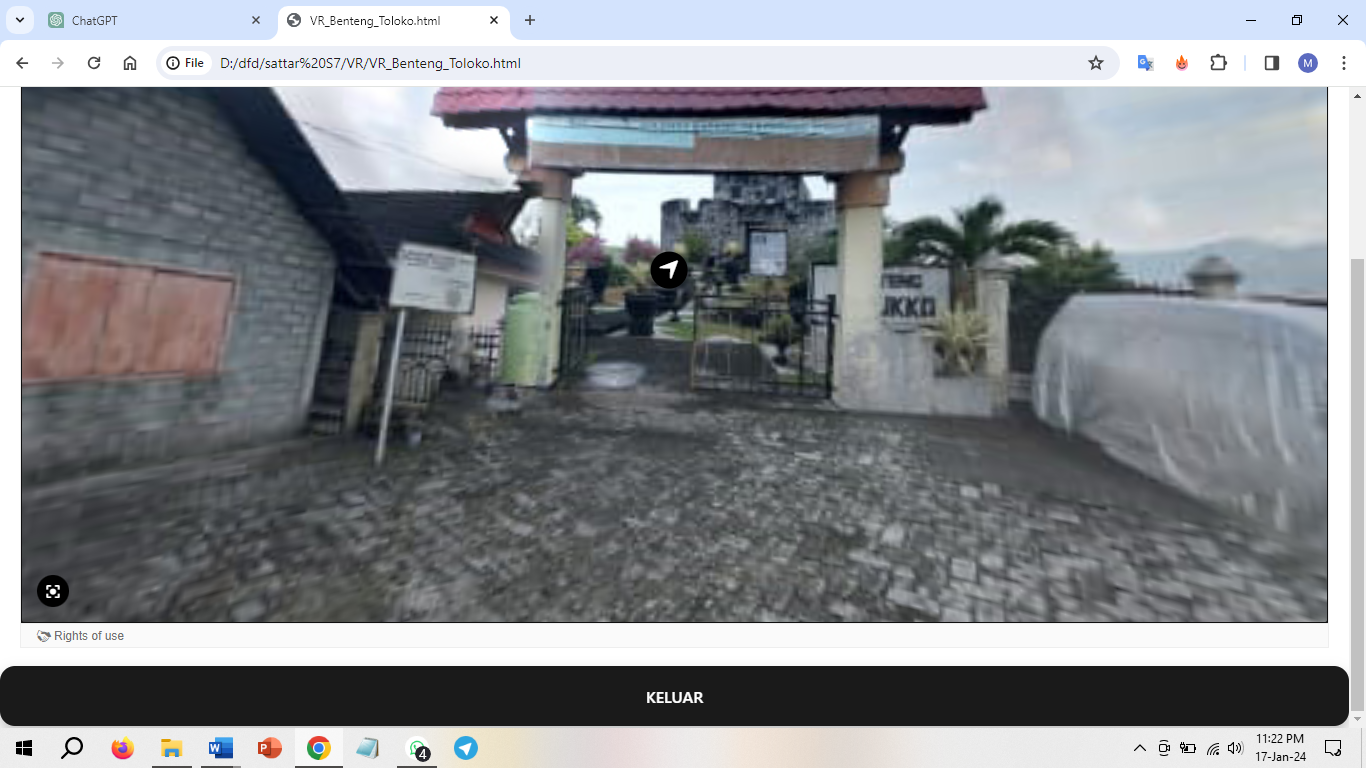 ChatGPT
VR_Benteng_Toloko.html
File
D:/dfd/sattar%20S7/VR/VR_Benteng_Toloko.html
M
Rights of use
KELUAR
4
11:22 PM
17-Jan-24